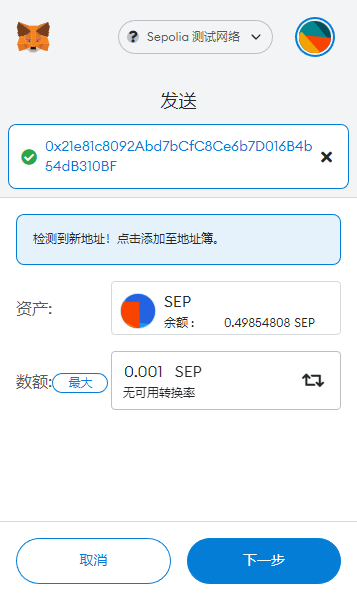 Sepolia 测试网络
发送
0x21e81c8092Abd7bCfC8Ce6b7D016B4b
54dB310BF
检测到新地址！点击添加至地址簿。
资产:
SEP
余额： 0.49854808 SEP
数额: 最大
0.001 SEP
无可用转换率
取消
下一步